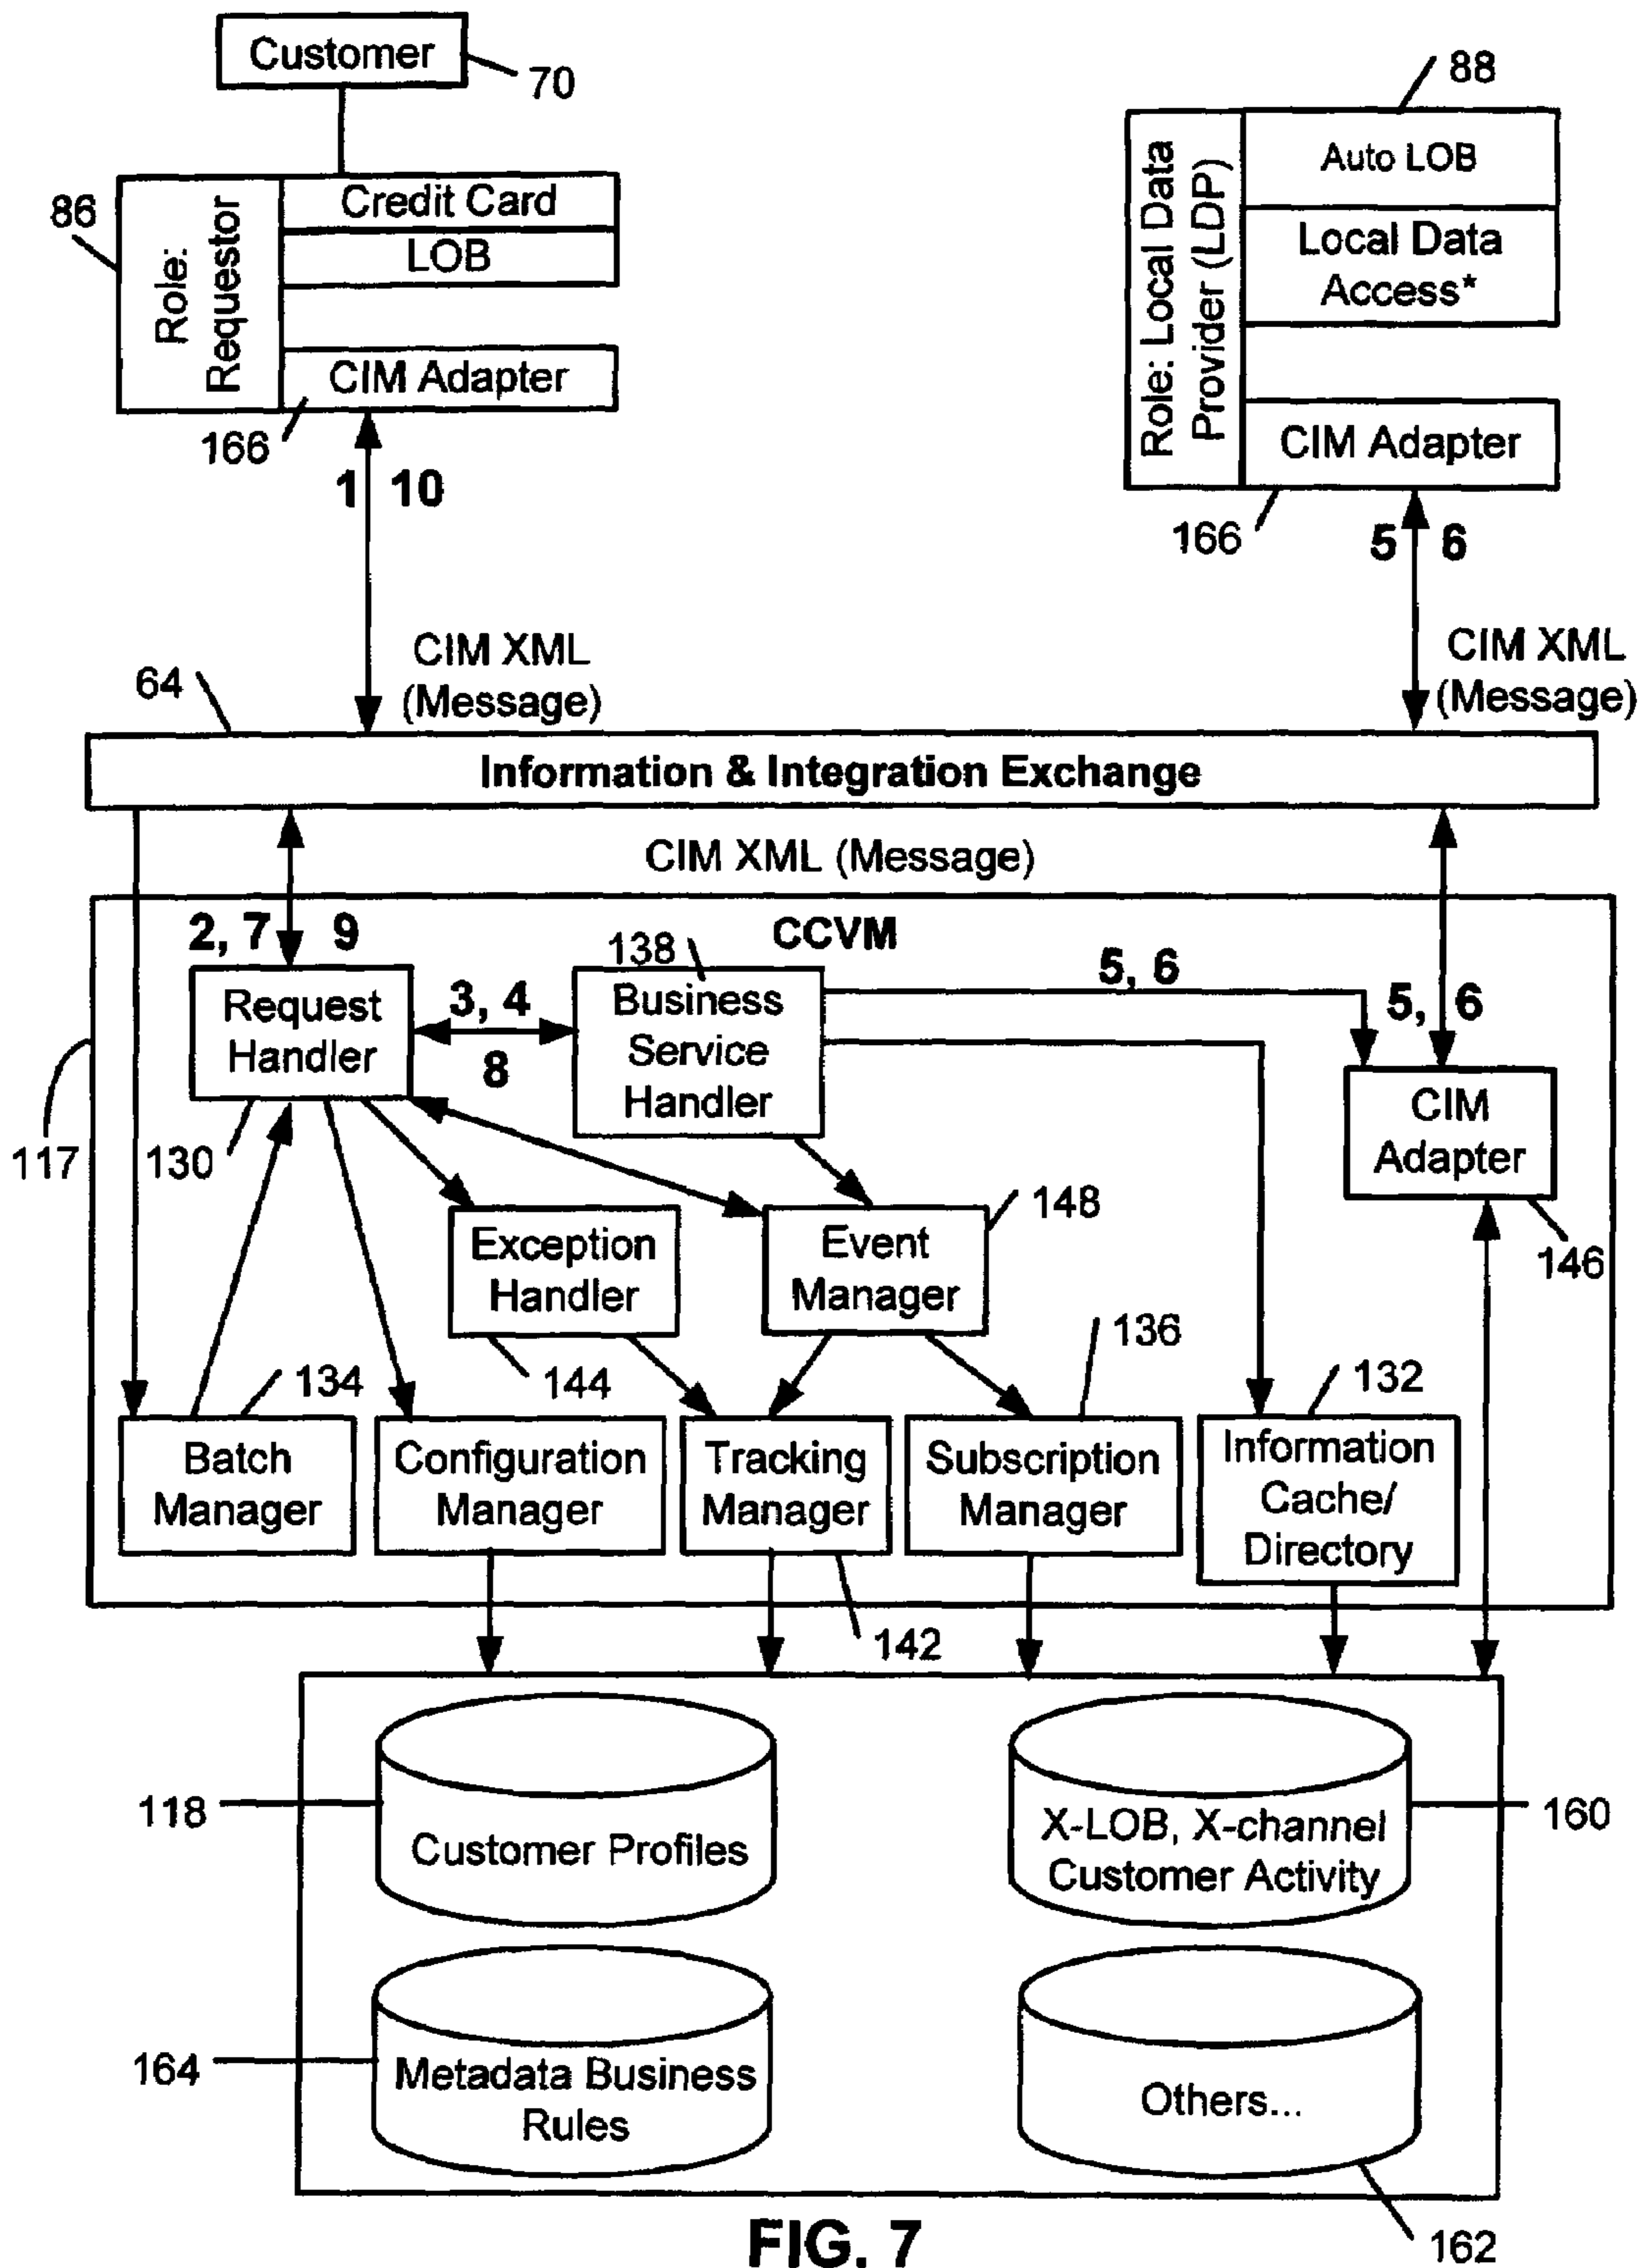 Customer
70
88
Role: Requestor
Credit Card
LOB
CIM Adapter
86
166
1 10
Role: Local Data
Provider (LDP)
Auto LOB
Local Data
Access*
CIM Adapter
166
5 6
CIM XML
(Message)
CIM XML
(Message)
64
Information & Integration Exchange
CIM XML (Message)
CCVM
2, 7 9
138
Request
Handler
3, 4
8
Business
Service
Handler
5, 6
5, 6
CIM
Adapter
117
130
146
Exception
Handler
Event
Manager
148
144
136
134
132
Batch
Manager
Configuration
Manager
Tracking
Manager
Subscription
Manager
Information
Cache/
Directory
142
118
Customer Profiles
X-LOB, X-channel
Customer Activity
160
164
Metadata Business
Rules
Others...
162
FIG. 7